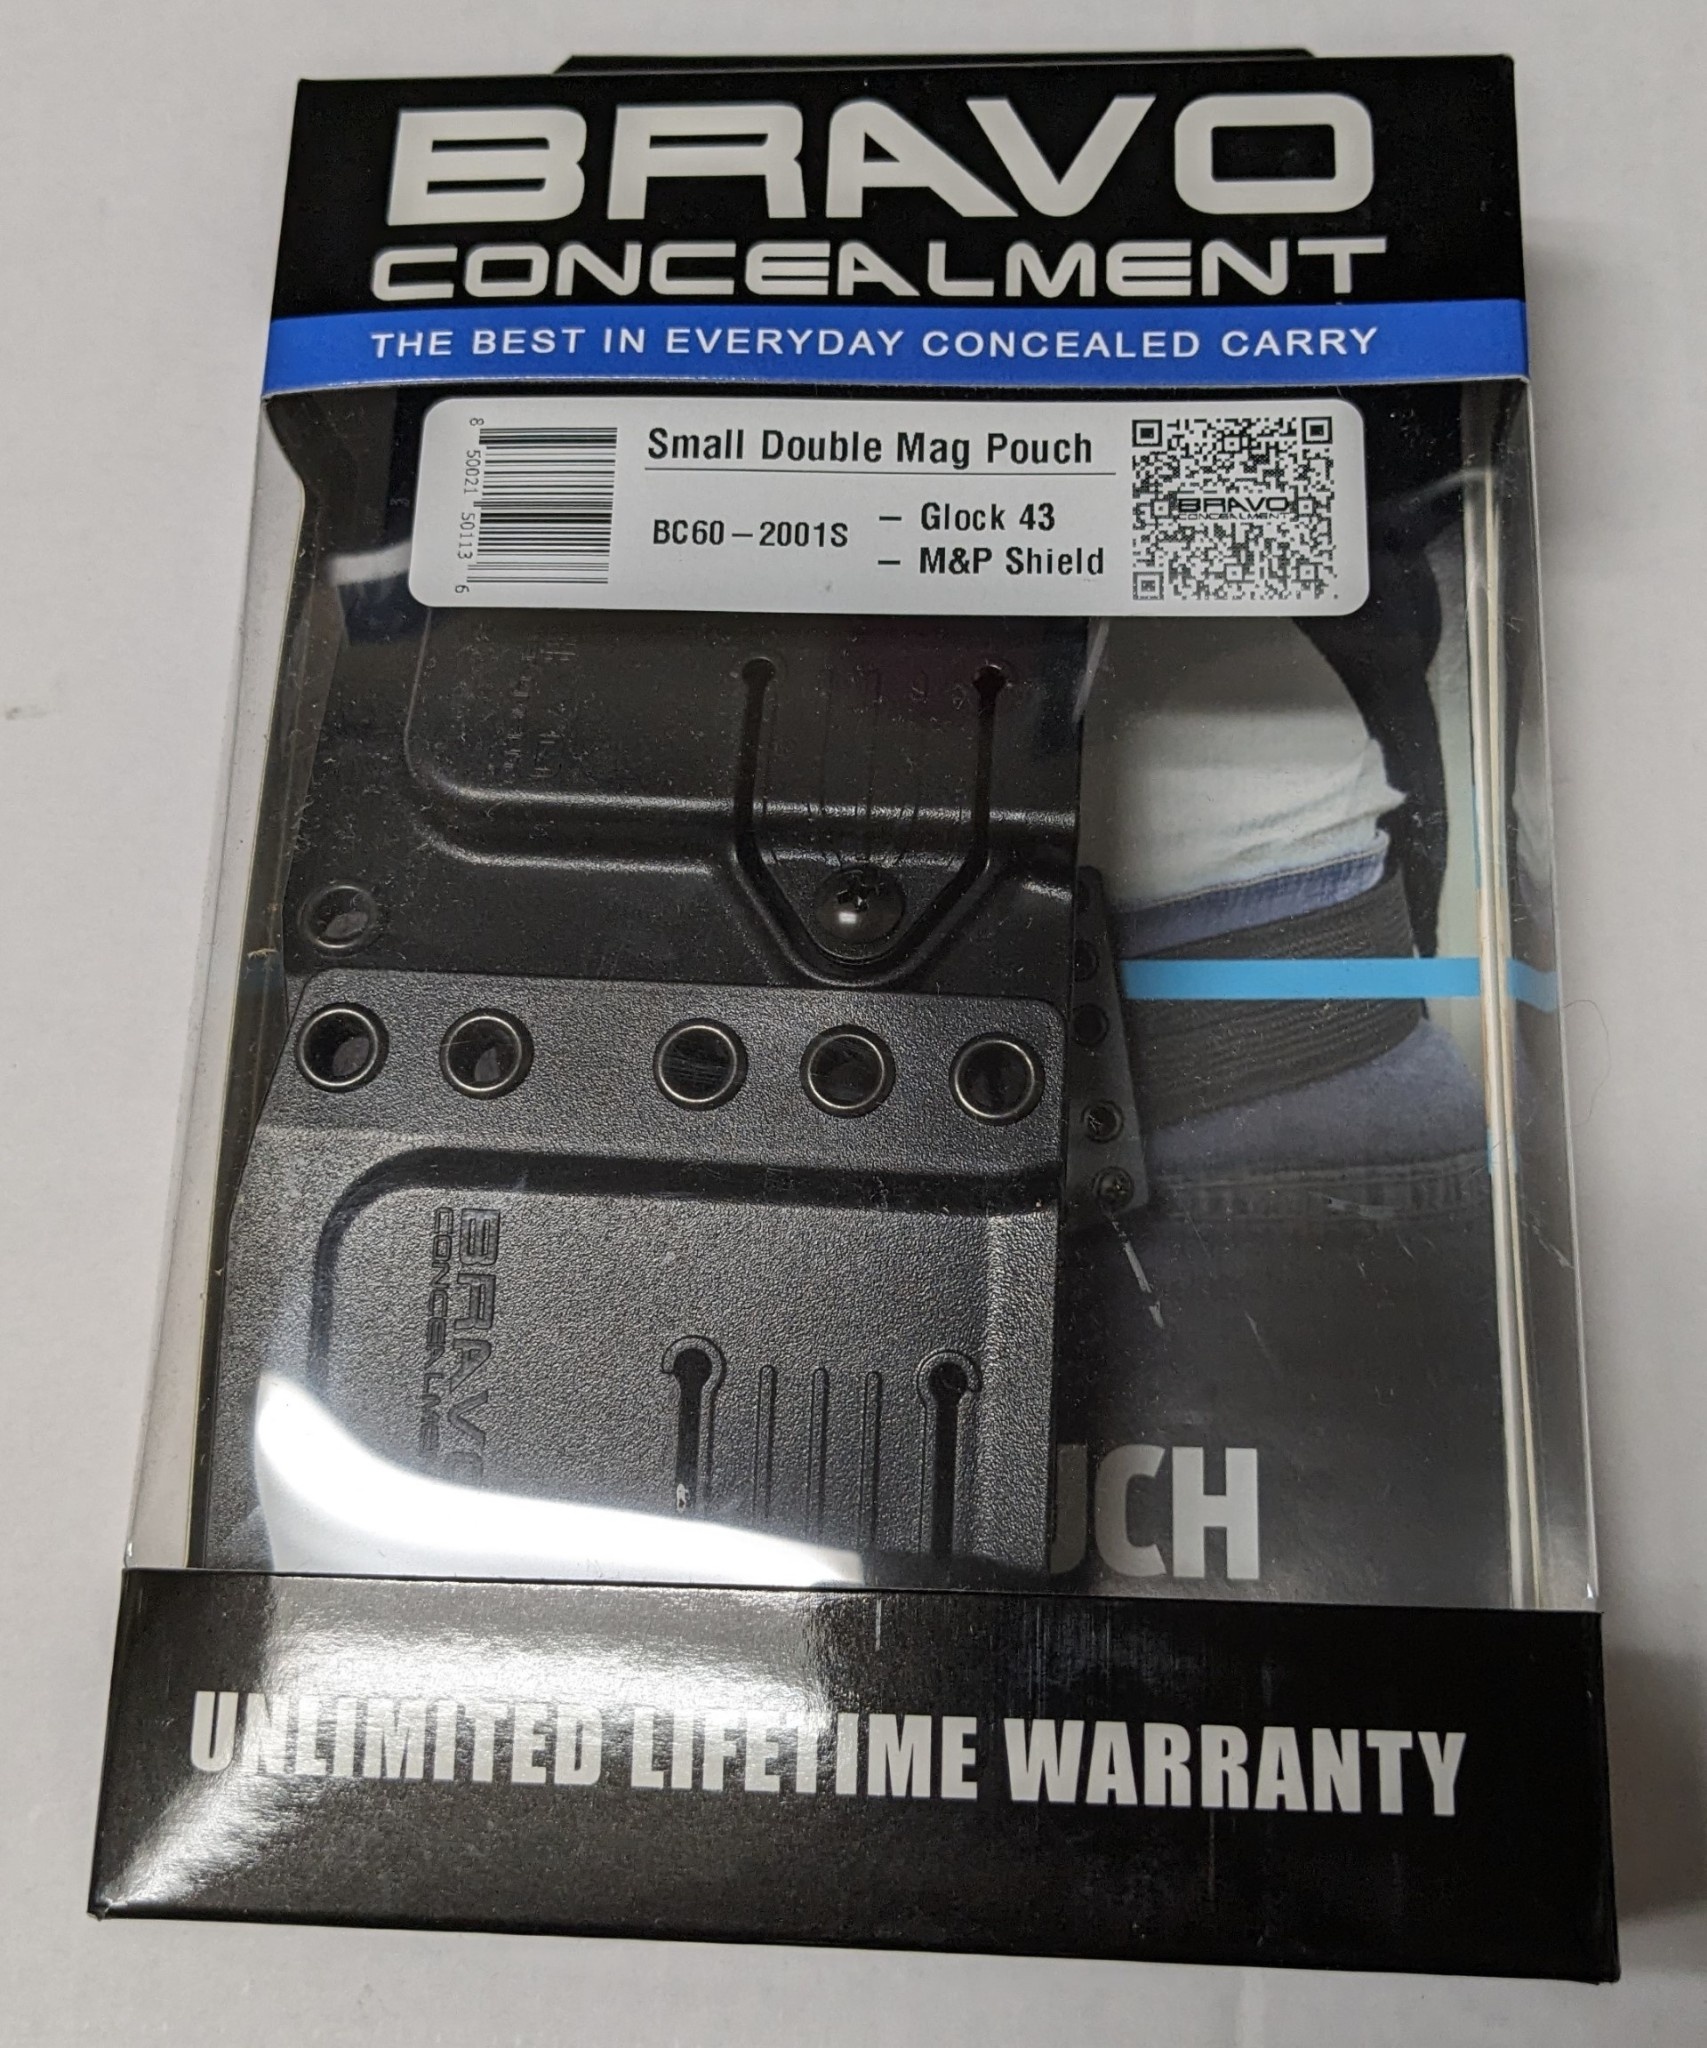 BRAVO
CONCEALMENT
THE BEST IN EVERYDAY CONCEALED CARRY
8 50021 50113 6
Small Double Mag Pouch
BC60-2001S
- Glock 43
- M&P Shield
BRAVO
CONCEALMENT
BRAVO
CONCEALME
UCH
UNLIMITED LIFETIME WARRANTY